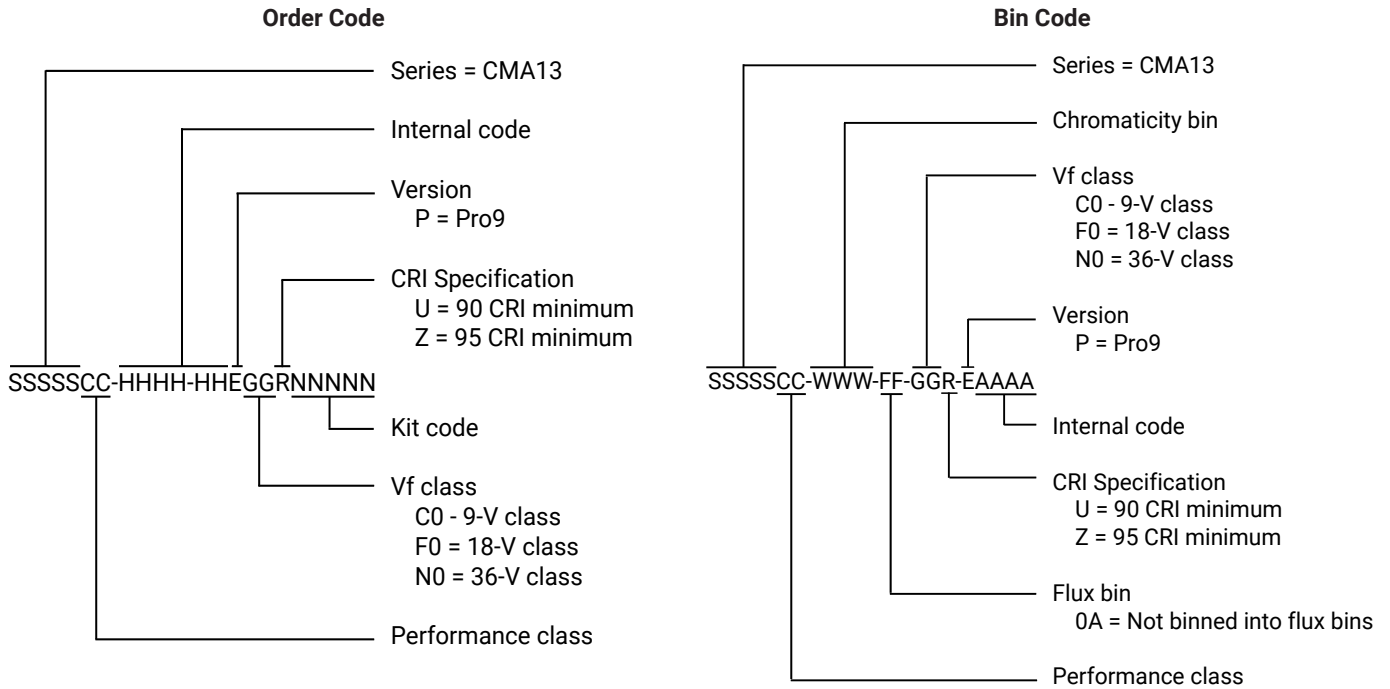 Order Code
Series = CMA13
Internal code
Version
P = Pro9
CRI Specification
U = 90 CRI minimum
Z = 95 CRI minimum
SSSSSCC-HHHH-HHEGGRNNNNN
Kit code
Vf class
C0 - 9-V class
F0 = 18-V class
N0 = 36-V class
Performance class
Bin Code
Series = CMA13
Chromaticity bin
Vf class
C0 - 9-V class
F0 = 18-V class
N0 = 36-V class
Version
P = Pro9
SSSSSCC-WWW-FF-GGR-EAAAA
Internal code
CRI Specification
U = 90 CRI minimum
Z = 95 CRI minimum
Flux bin
0A = Not binned into flux bins
Performance class